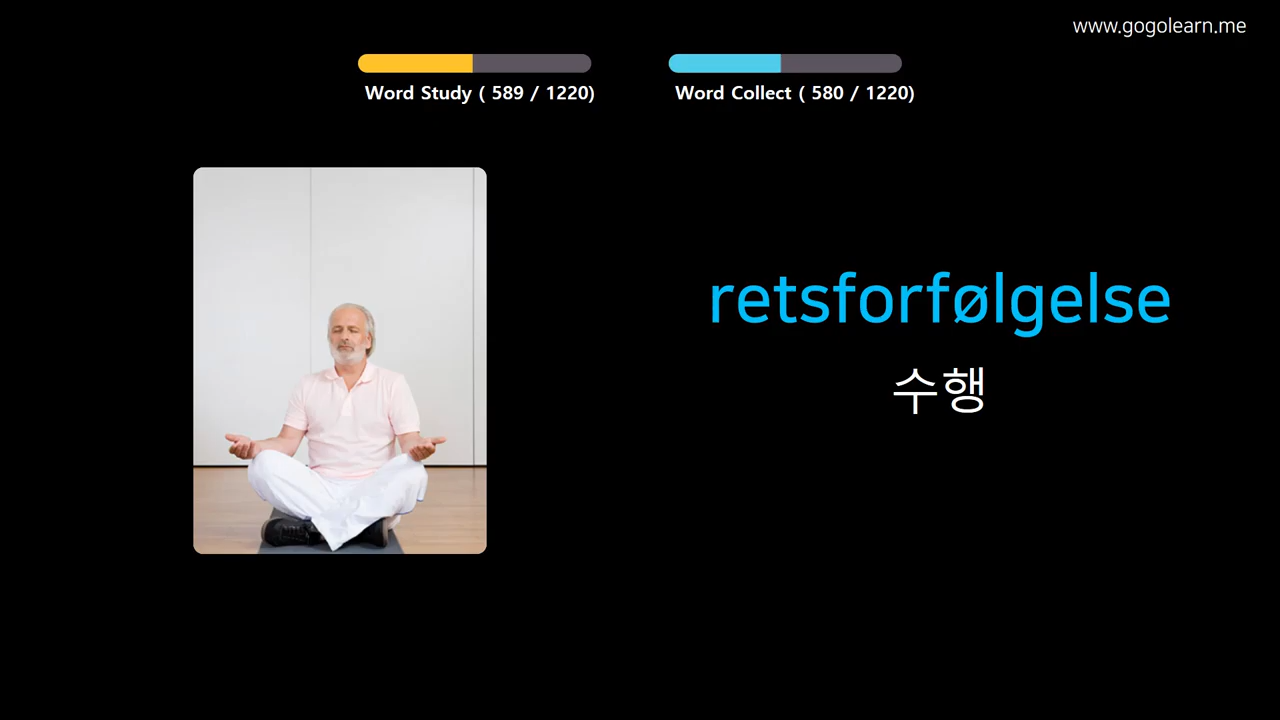 www.gogolearn.me
Word Study ( 589 / 1220)
Word Collect ( 580 / 1220)
retsforfølgelse
수행